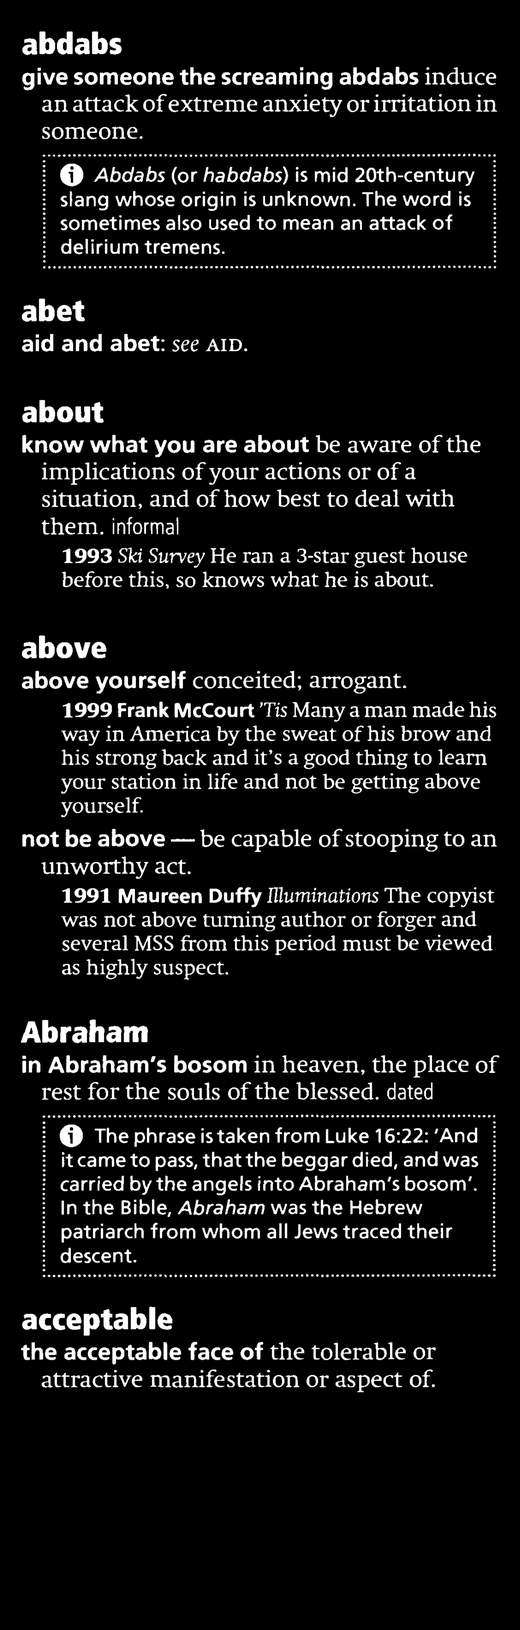 abdabs
give someone the screaming abdabs induce
an attack of extreme anxiety or irritation in
someone.
Abdabs (or habdabs) is mid 20th-century
slang whose origin is unknown. The word is
sometimes also used to mean an attack of
delirium tremens.
abet
aid and abet: see AID.
about
know what you are about be aware of the
implications of your actions or of a
situation, and of how best to deal with
them. informal
1993 Ski Survey He ran a 3-star guest house
before this, so knows what he is about.
above
above yourself conceited; arrogant.
1999 Frank McCourt 'Tis Many a man made his
way in America by the sweat of his brow and
his strong back and it's a good thing to learn
your station in life and not be getting above
yourself.
not be above — be capable of stooping to an
unworthy act.
1991 Maureen Duffy Illuminations The copyist
was not above turning author or forger and
several MSS from this period must be viewed
as highly suspect.
Abraham
in Abraham's bosom in heaven, the place of
rest for the souls of the blessed. dated
The phrase is taken from Luke 16:22: 'And
it came to pass, that the beggar died, and was
carried by the angels into Abraham's bosom'.
In the Bible, Abraham was the Hebrew
patriarch from whom all Jews traced their
descent.
acceptable
the acceptable face of the tolerable or
attractive manifestation or aspect of.